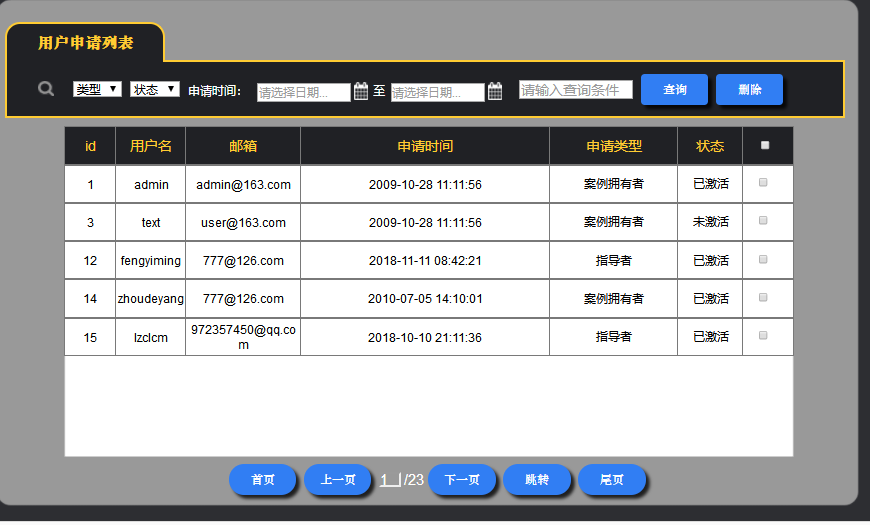 用户申请列表
类型 状态 申请时间： 请选择日期... 至 请选择日期... 请输入查询条件 查询 删除
id 用户名 邮箱 申请时间 申请类型 状态
1 admin admin@163.com 2009-10-28 11:11:56 案例拥有者 已激活
3 text user@163.com 2009-10-28 11:11:56 案例拥有者 未激活
12 fengyiming 777@126.com 2018-11-11 08:42:21 指导者 已激活
14 zhoudeyang 777@126.com 2010-07-05 14:10:01 案例拥有者 已激活
15 lzclcm 972357450@qq.co 2018-10-10 21:11:36 指导者 已激活
m
首页 上一页 1 /23 下一页 跳转 尾页